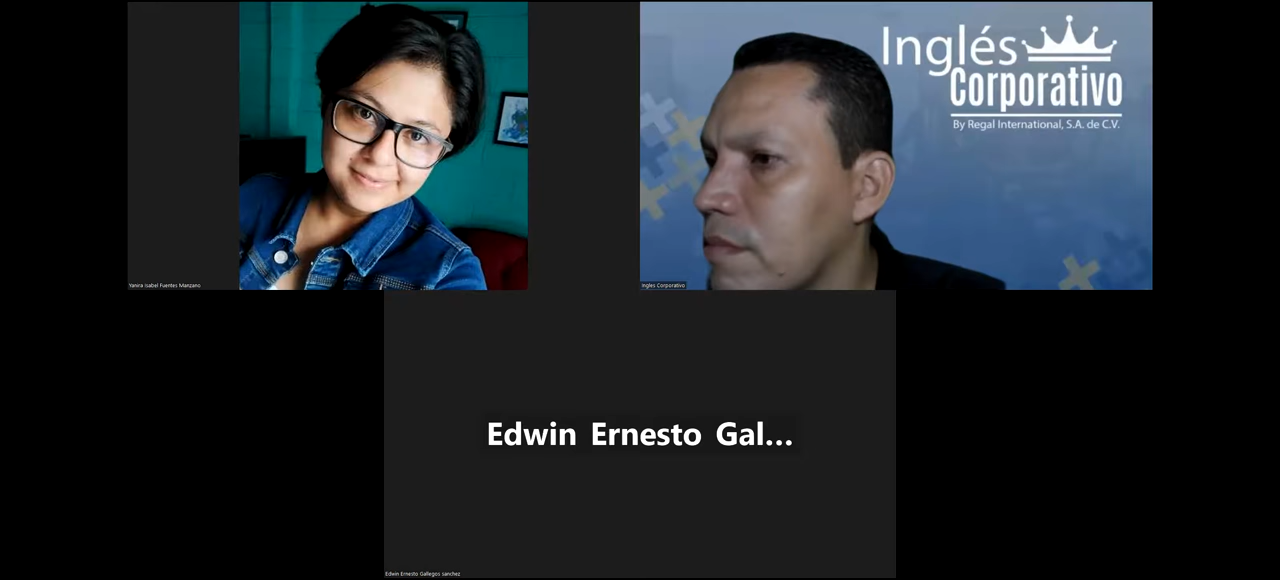 Inglés
Corporativo
By Regal International, S.A. de C.V.
Yanira Isabel Fuentes Manzano
Ingles Corporativo
Edwin Ernesto Gal...
Edwin Ernesto Gallegos sanchez